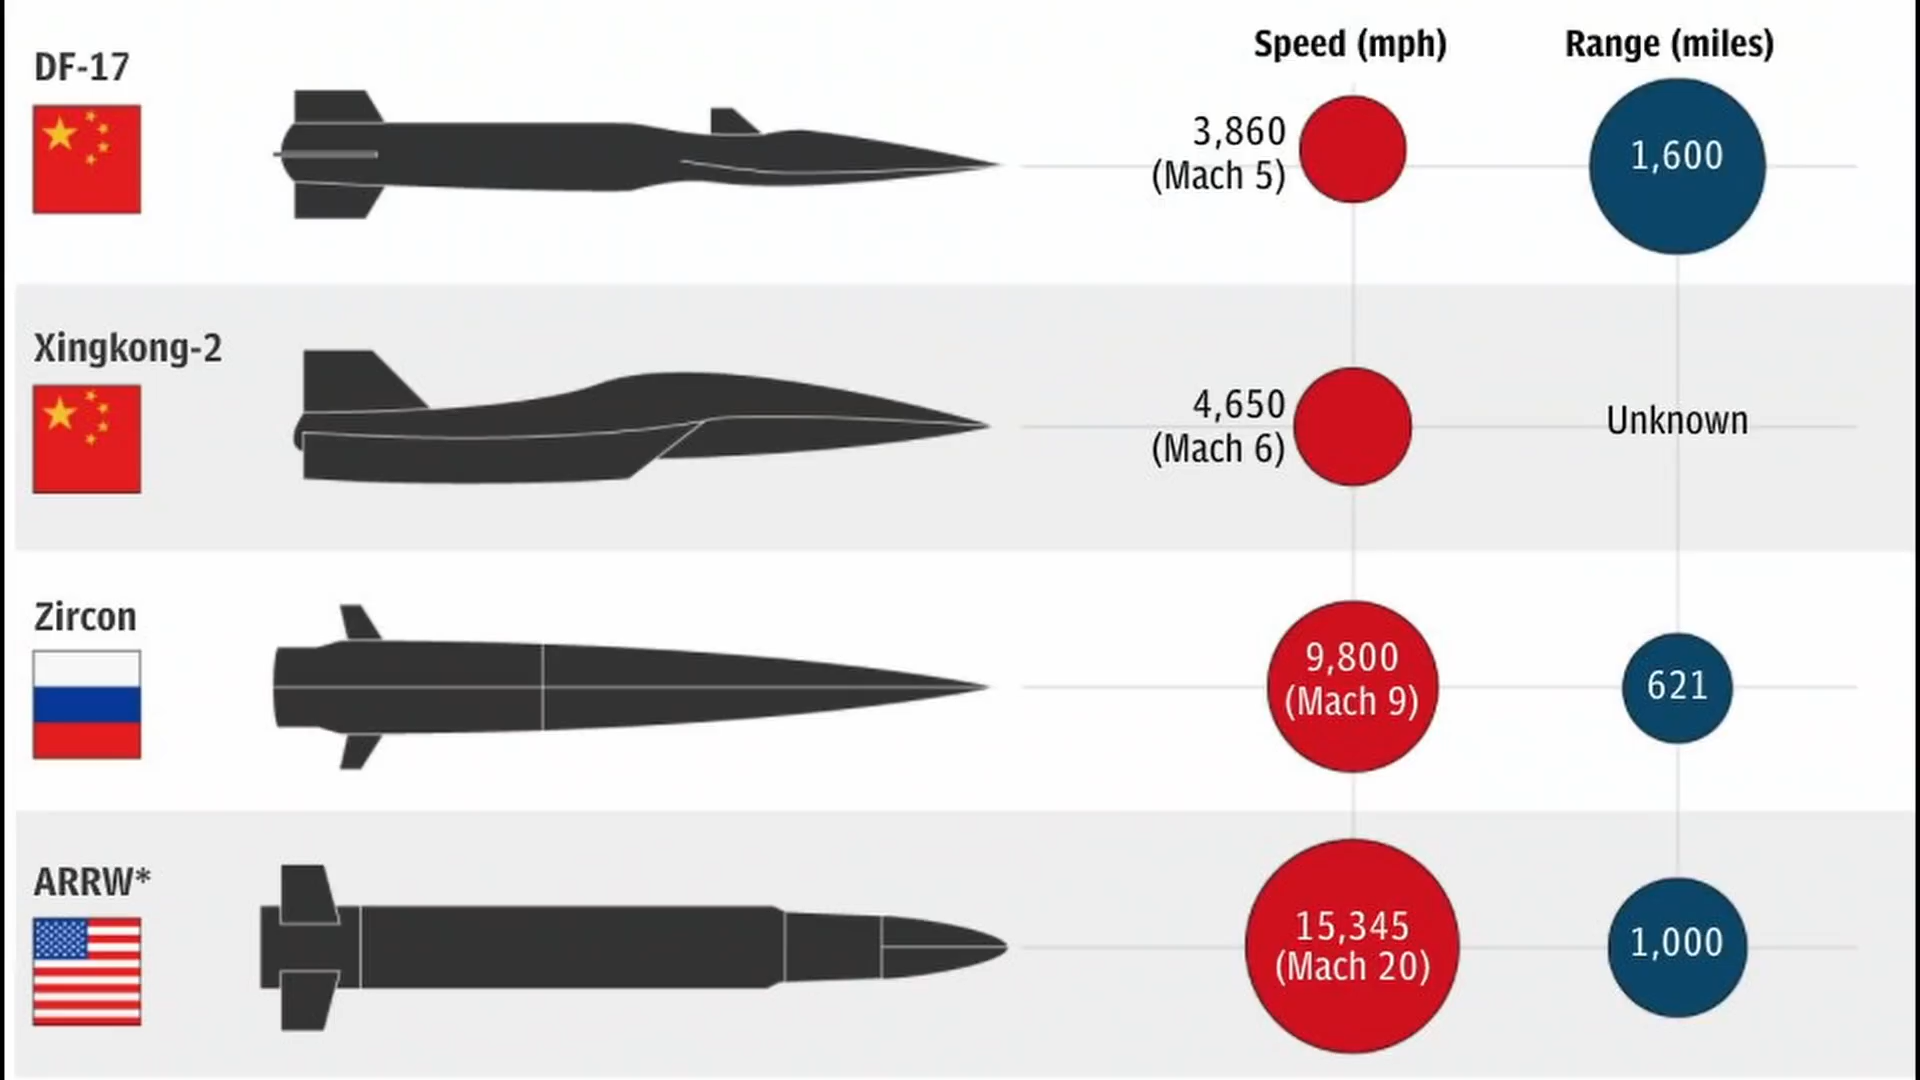 Speed (mph)
Range (miles)
DF-17
3,860
(Mach 5)
1,600
Xingkong-2
4,650
(Mach 6)
Unknown
Zircon
9,800
(Mach 9)
621
ARRW*
15,345
(Mach 20)
1,000